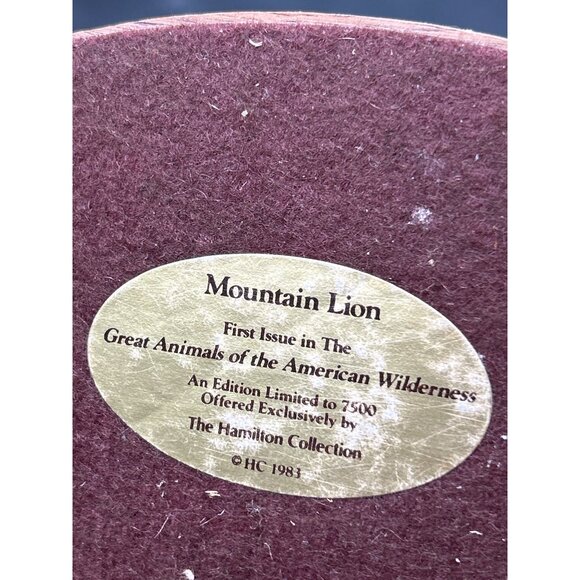 Mountain Lion
First Issue in The
Great Animals of the American Wilderness
An Edition Limited to 7500
Offered Exclusively by
The Hamilton Collection
© HC 1983